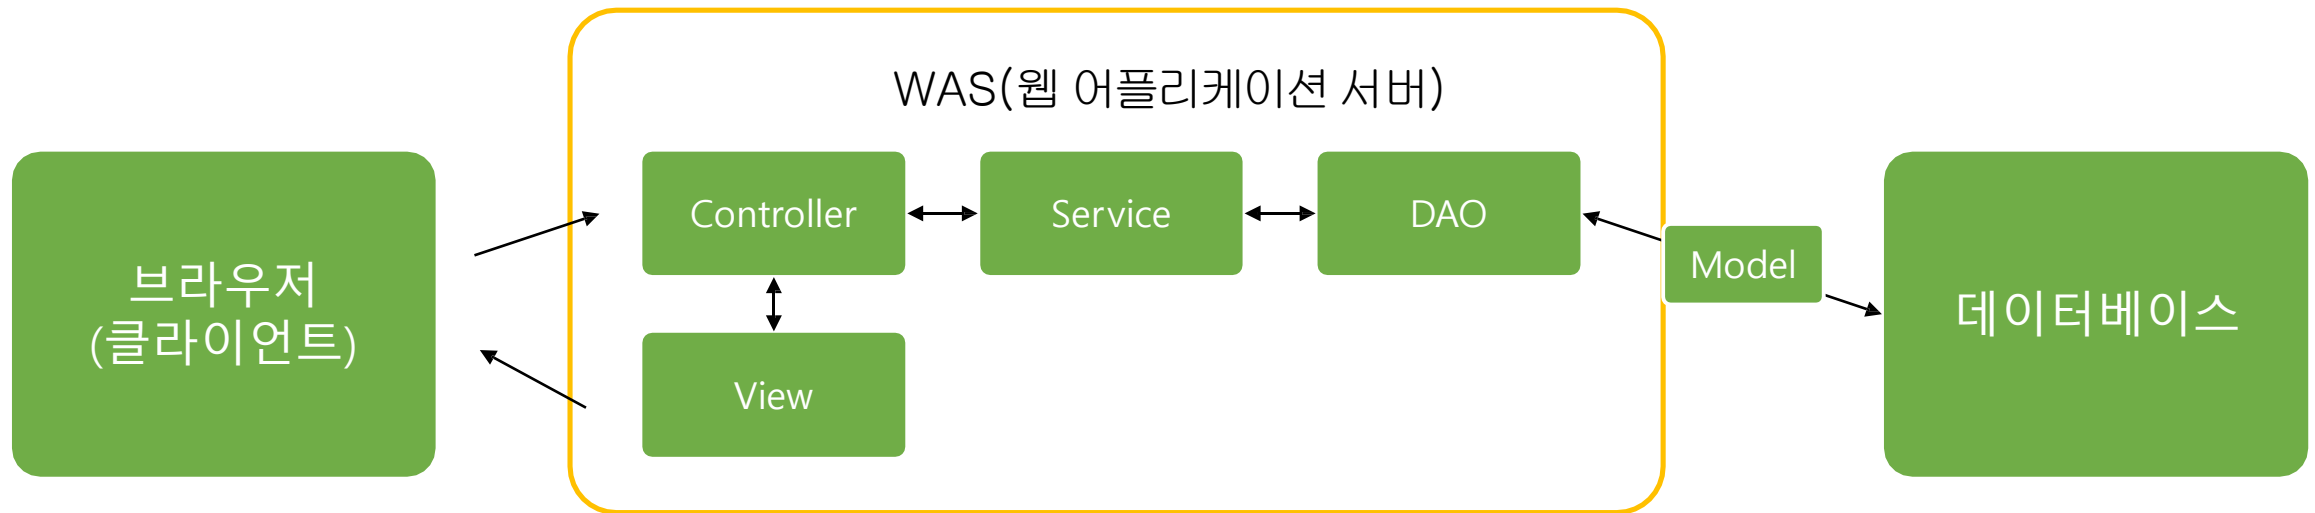 WAS(웹 어플리케이션 서버)
브라우저
(클라이언트)
Controller
Service
DAO
Model
View
데이터베이스